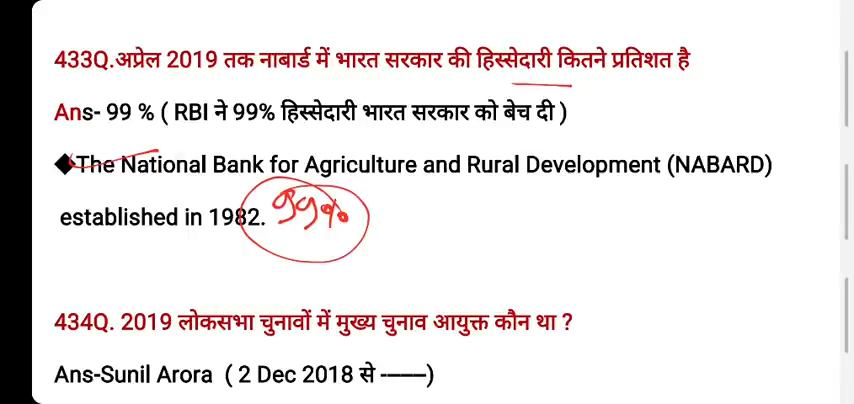 433Q.अप्रेल 2019 तक नाबार्ड में भारत सरकार की हिस्सेदारी कितने प्रतिशत है
Ans- 99 % ( RBI ने 99% हिस्सेदारी भारत सरकार को बेच दी )
◆The National Bank for Agriculture and Rural Development (NABARD)
established in 1982. 99%
434Q. 2019 लोकसभा चुनावों में मुख्य चुनाव आयुक्त कौन था ?
Ans-Sunil Arora ( 2 Dec 2018 से -----)